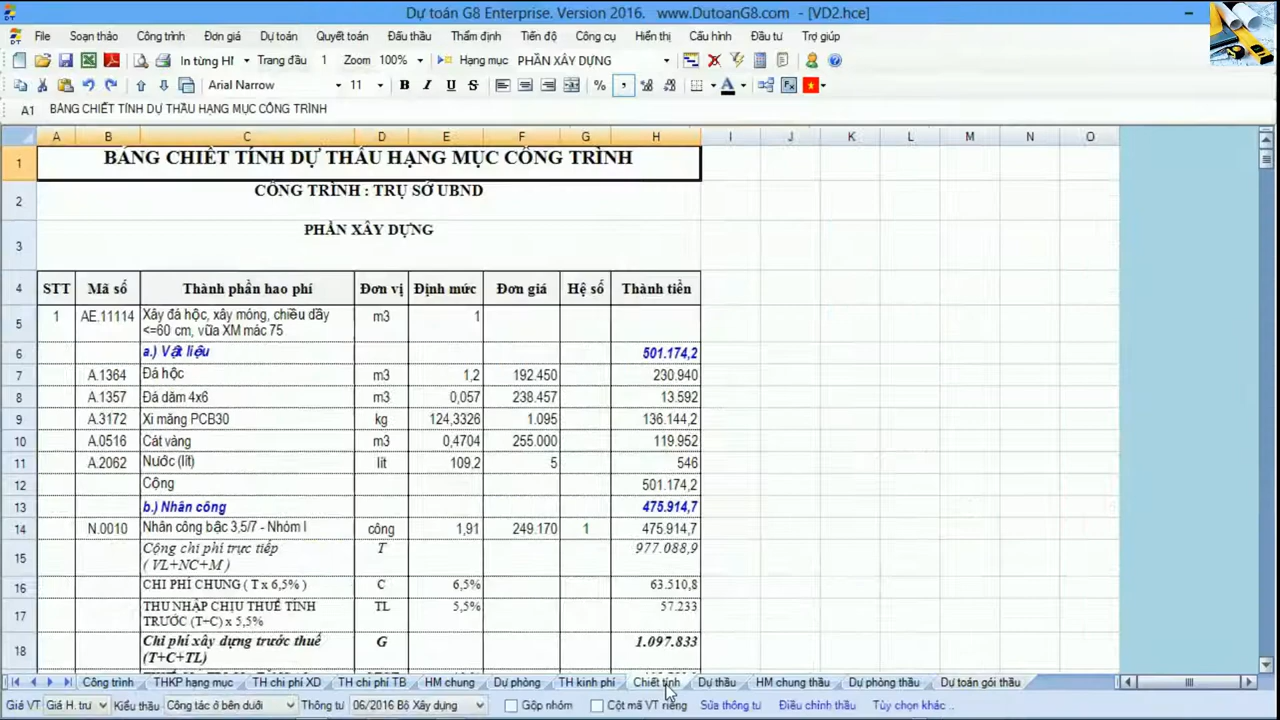 Dự toán G8 Enterprise. Version 2016. www.DutoanG8.com - [VD2.hce]
File Soạn thảo Công trình Đơn giá Dự toán Quyết toán Đấu thầu Thẩm định Tiến độ Công cụ Hiển thị Cấu hình Đầu tư Trợ giúp
In từng Hf Trang đầu 1 Zoom 100% Hạng mục PHẦN XÂY DỰNG
Arial Narrow 11 B I U S % , A
A1 BẢNG CHIẾT TÍNH DỰ THẦU HẠNG MỤC CÔNG TRÌNH
A B C D E F G H I J K L M N O
1 BẢNG CHIẾT TÍNH DỰ THẦU HẠNG MỤC CÔNG TRÌNH
2 CÔNG TRÌNH : TRỤ SỞ UBND
3 PHẦN XÂY DỰNG
4 STT Mã số Thành phần hao phí Đơn vị Định mức Đơn giá Hệ số Thành tiền
5 1 AE.11114 Xây đá hộc, xây móng, chiều dầy <=60 cm, vữa XM mác 75 m3 1
6 a.) Vật liệu 501.174,2
7 A.1364 Đá hộc m3 1,2 192.450 230.940
8 A.1357 Đá dăm 4x6 m3 0,057 238.457 13.592
9 A.3172 Xi măng PCB30 kg 124,3326 1.095 136.144,2
10 A.0516 Cát vàng m3 0,4704 255.000 119.952
11 A.2062 Nước (lít) lít 109,2 5 546
12 Cộng 501.174,2
13 b.) Nhân công 475.914,7
14 N.0010 Nhân công bậc 3,5/7 - Nhóm I công 1,91 249.170 1 475.914,7
15 Cộng chi phí trực tiếp ( VL+NC+M ) T 977.088,9
16 CHI PHÍ CHUNG ( T x 6,5% ) C 6,5% 63.510,8
17 THU NHẬP CHỊU THUẾ TÍNH TRƯỚC (T+C) x 5,5% TL 5,5% 57.233
18 Chi phí xây dựng trước thuế (T+C+TL) G 1.097.833
Công trình THKP hạng mục TH chi phí XD TH chi phí TB HM chung Dự phòng TH kinh phí Chiết tính Dự thầu HM chung thầu Dự phòng thầu Dự toán gói thầu
Giá VT Giá H. trư Kiểu thầu Công tác ở bên dưới Thông tư 06/2016 Bộ Xây dựng Gộp nhóm Cột mã VT riêng Sửa thông tư Điều chỉnh thầu Tùy chọn khác ..